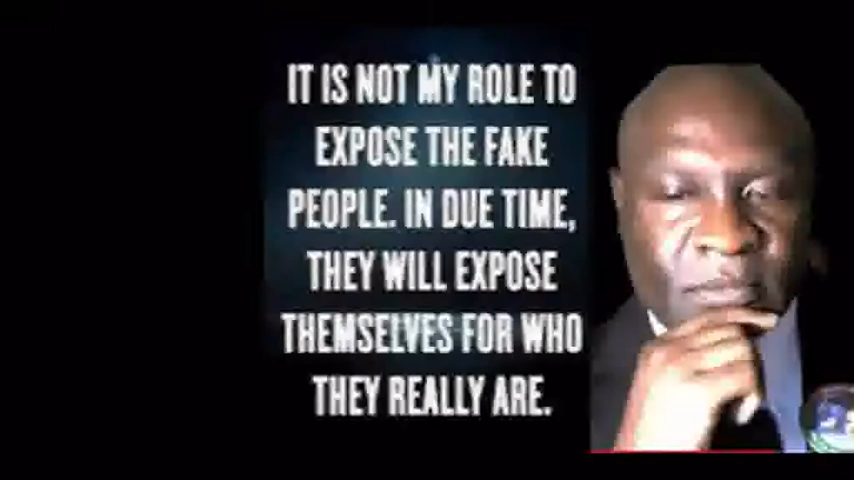 IT IS NOT MY ROLE TO
EXPOSE THE FAKE
PEOPLE. IN DUE TIME,
THEY WILL EXPOSE
THEMSELVES FOR WHO
THEY REALLY ARE.